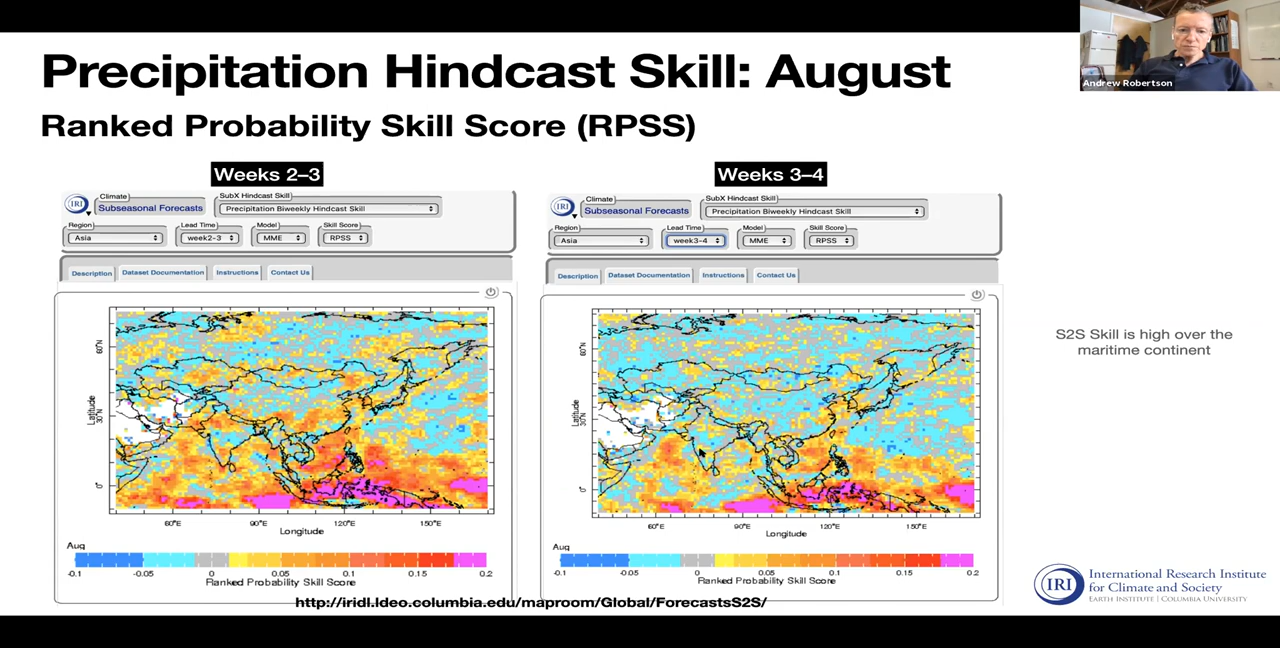 Precipitation Hindcast Skill: August
Andrew Robertson
Ranked Probability Skill Score (RPSS)
Weeks 2–3
IRI
Climate
Subseasonal Forecasts
SubX Hindcast Skill
Precipitation Biweekly Hindcast Skill
Region
Asia
Lead Time
week2-3
Model
MME
Skill Score
RPSS
Description
Dataset Documentation
Instructions
Contact Us
60°N
30°N
0°
Latitude
60°E 90°E 120°E 150°E
Longitude
Aug
-0.1 -0.05 0 0.05 0.1 0.15 0.2
Ranked Probability Skill Score
Weeks 3–4
IRI
Climate
Subseasonal Forecasts
SubX Hindcast Skill
Precipitation Biweekly Hindcast Skill
Region
Asia
Lead Time
week3-4
Model
MME
Skill Score
RPSS
Description
Dataset Documentation
Instructions
Contact Us
60°N
30°N
0°
Latitude
60°E 90°E 120°E 150°E
Longitude
Aug
-0.1 -0.05 0 0.05 0.1 0.15 0.2
Ranked Probability Skill Score
S2S Skill is high over the
maritime continent
http://iridl.ldeo.columbia.edu/maproom/Global/ForecastsS2S/
IRI
International Research Institute
for Climate and Society
EARTH INSTITUTE | COLUMBIA UNIVERSITY